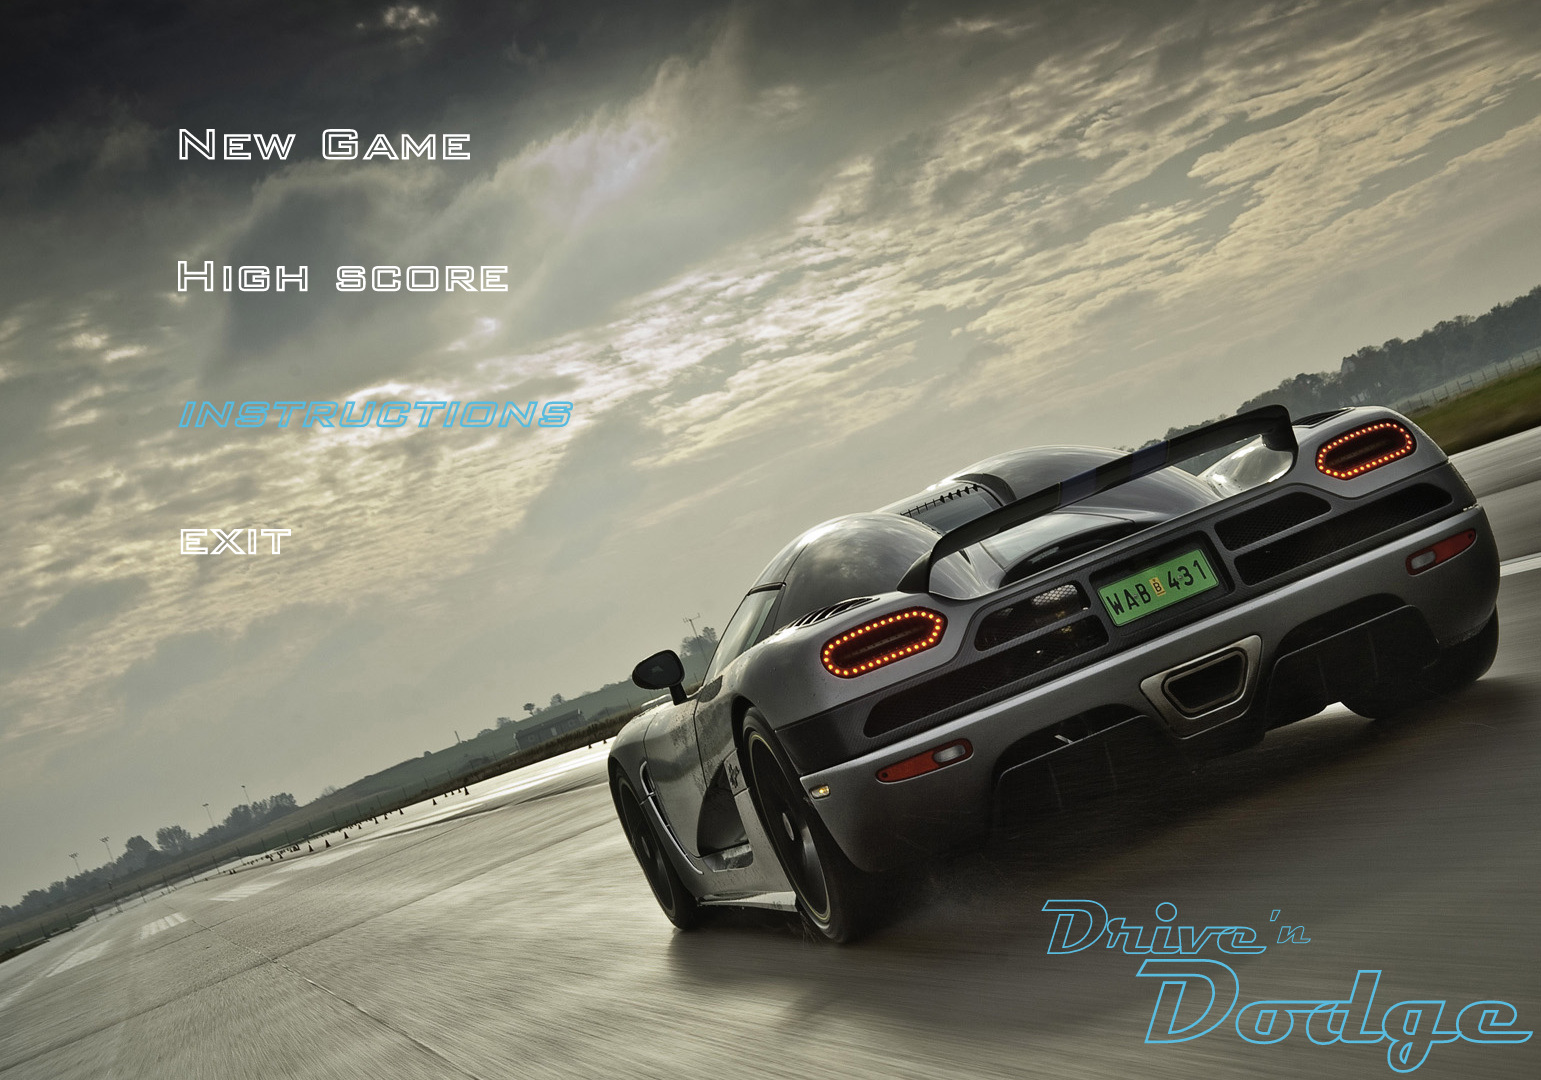 New Game
High score
INSTRUCTIONS
EXIT
WAB 431
Drive'n
Dodge